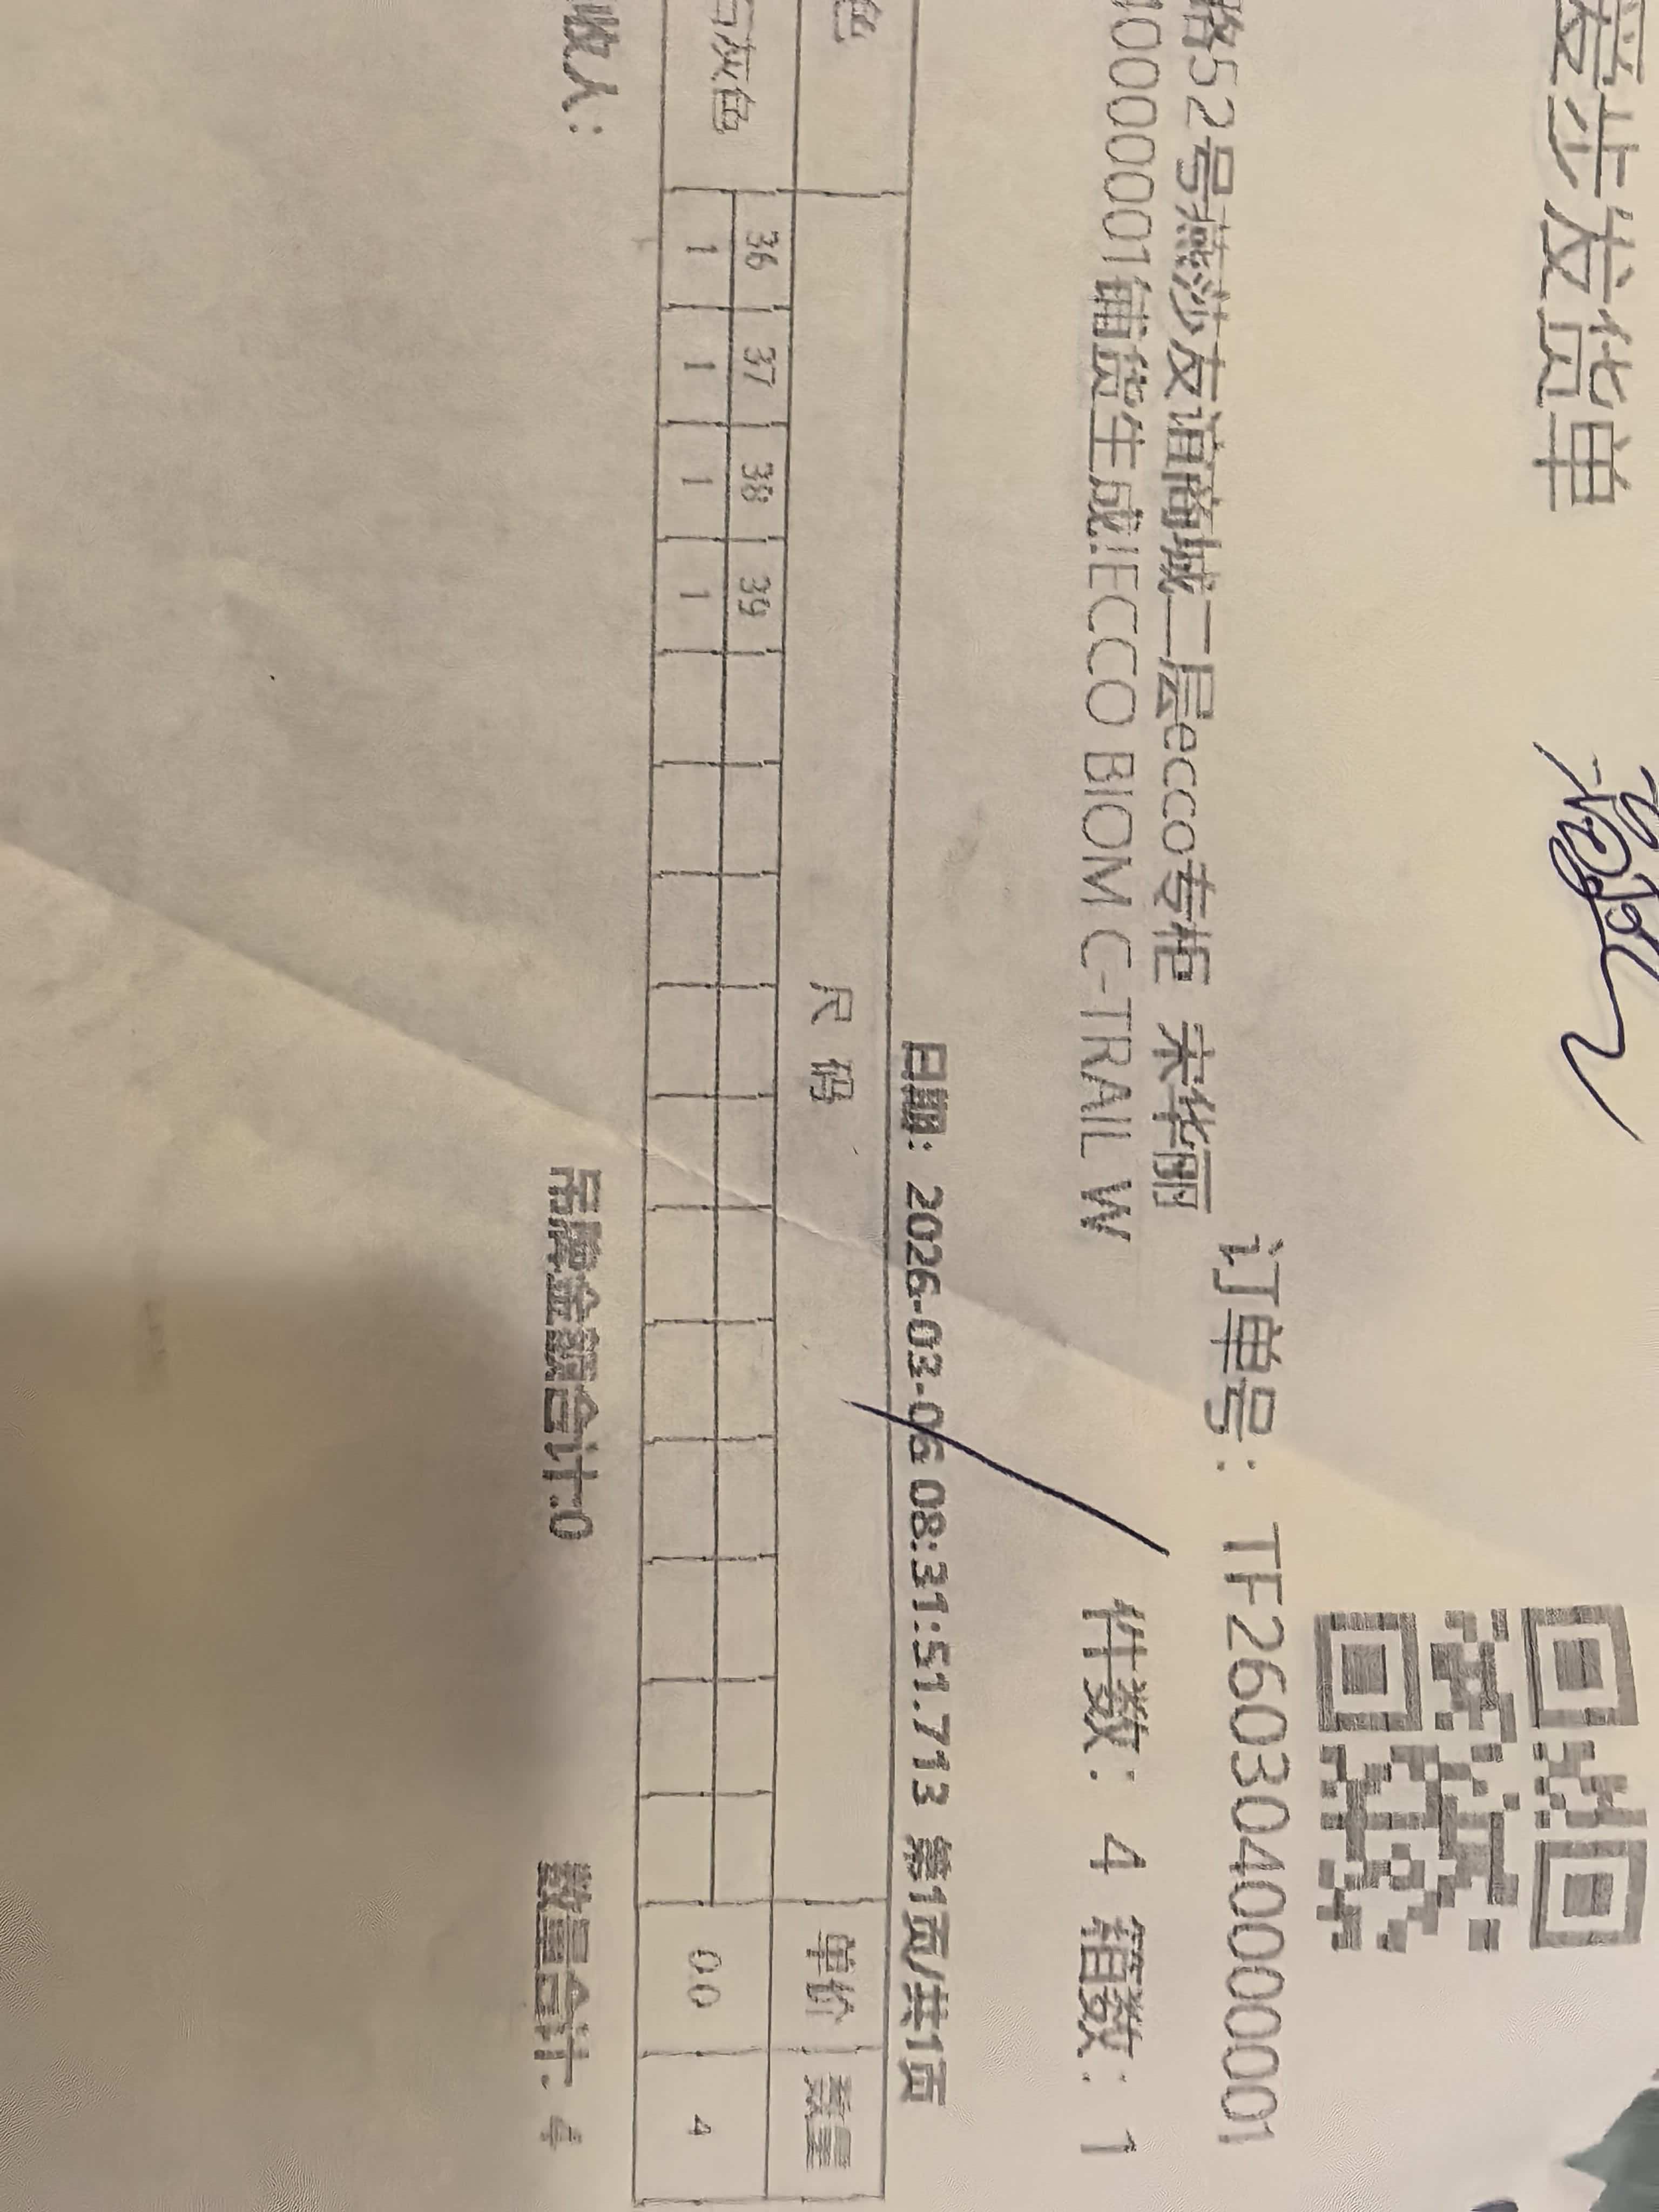 爱步发货单
订单号：TF26030400000001
路52号燕莎友谊商城二层ecco专柜 宋华丽
400000001铺货生成!ECCO BIOM C-TRAIL W
件数：4 箱数：1
日期：2026-03-06 08:31:51.713 第1页/共1页
色 尺码 单价 数量
36 37 38 39
灰色 1 1 1 1 0.0 4
收人：
吊牌金额合计:0
数量合计: 4